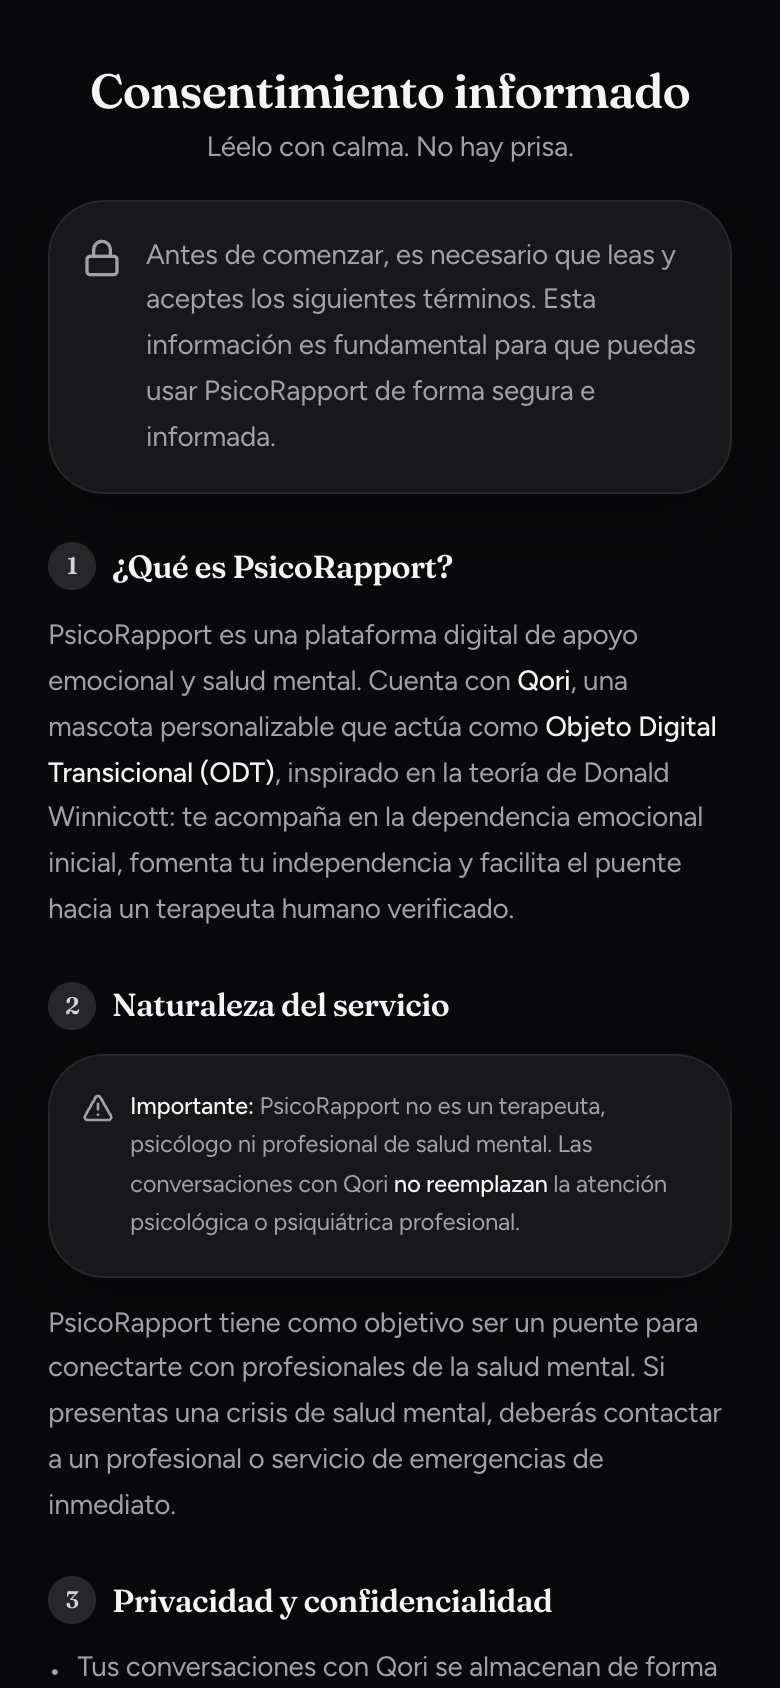 Consentimiento informado
Léelo con calma. No hay prisa.
Antes de comenzar, es necesario que leas y
aceptes los siguientes términos. Esta
información es fundamental para que puedas
usar PsicoRapport de forma segura e
informada.
1 ¿Qué es PsicoRapport?
PsicoRapport es una plataforma digital de apoyo
emocional y salud mental. Cuenta con Qori, una
mascota personalizable que actúa como Objeto Digital
Transicional (ODT), inspirado en la teoría de Donald
Winnicott: te acompaña en la dependencia emocional
inicial, fomenta tu independencia y facilita el puente
hacia un terapeuta humano verificado.
2 Naturaleza del servicio
Importante: PsicoRapport no es un terapeuta,
psicólogo ni profesional de salud mental. Las
conversaciones con Qori no reemplazan la atención
psicológica o psiquiátrica profesional.
PsicoRapport tiene como objetivo ser un puente para
conectarte con profesionales de la salud mental. Si
presentas una crisis de salud mental, deberás contactar
a un profesional o servicio de emergencias de
inmediato.
3 Privacidad y confidencialidad
• Tus conversaciones con Qori se almacenan de forma